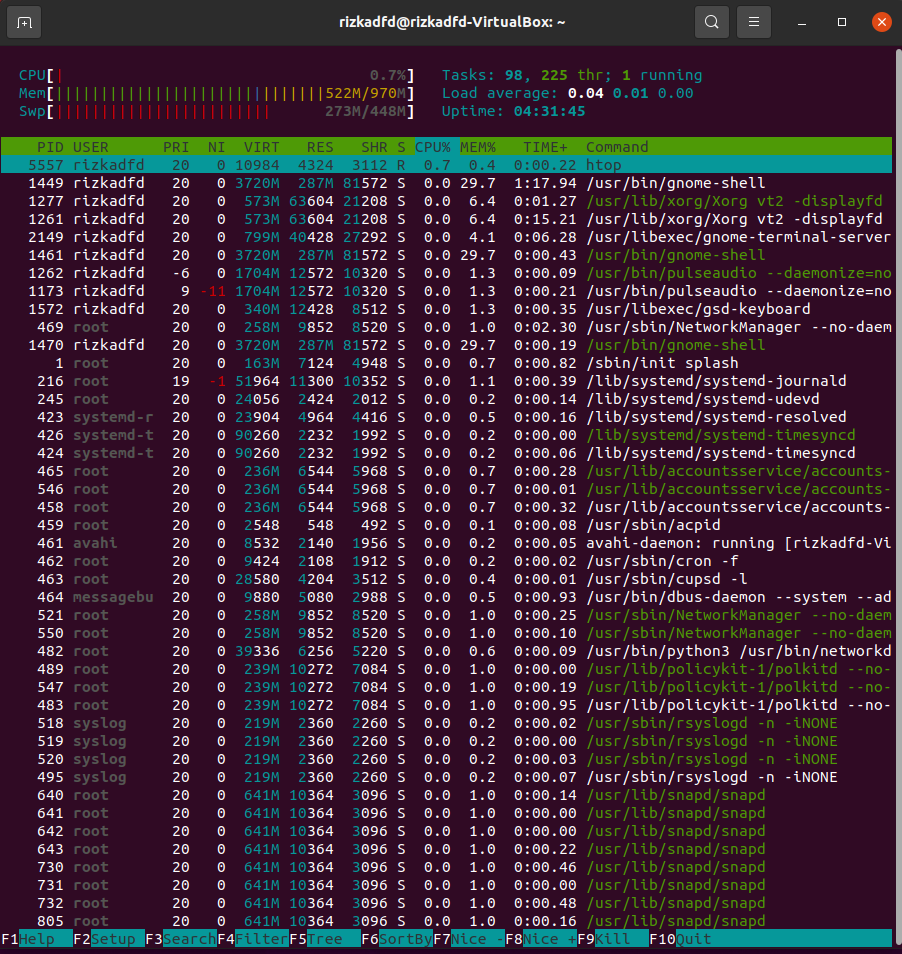 rizkadfd@rizkadfd-VirtualBox: ~
CPU[| 0.7%] Tasks: 98, 225 thr; 1 running
Mem[||||||||||||||||||||||||||||||522M/970M] Load average: 0.04 0.01 0.00
Swp[|||||||||||||||||||||||| 273M/448M] Uptime: 04:31:45
PID USER PRI NI VIRT RES SHR S CPU% MEM% TIME+ Command
5557 rizkadfd 20 0 10984 4324 3112 R 0.7 0.4 0:00.22 htop
1449 rizkadfd 20 0 3720M 287M 81572 S 0.0 29.7 1:17.94 /usr/bin/gnome-shell
1277 rizkadfd 20 0 573M 63604 21208 S 0.0 6.4 0:01.27 /usr/lib/xorg/Xorg vt2 -displayfd
1261 rizkadfd 20 0 573M 63604 21208 S 0.0 6.4 0:15.21 /usr/lib/xorg/Xorg vt2 -displayfd
2149 rizkadfd 20 0 799M 40428 27292 S 0.0 4.1 0:06.28 /usr/libexec/gnome-terminal-server
1461 rizkadfd 20 0 3720M 287M 81572 S 0.0 29.7 0:00.43 /usr/bin/gnome-shell
1262 rizkadfd -6 0 1704M 12572 10320 S 0.0 1.3 0:00.09 /usr/bin/pulseaudio --daemonize=no
1173 rizkadfd 9 -11 1704M 12572 10320 S 0.0 1.3 0:00.21 /usr/bin/pulseaudio --daemonize=no
1572 rizkadfd 20 0 340M 12428 8512 S 0.0 1.3 0:00.35 /usr/libexec/gsd-keyboard
469 root 20 0 258M 9852 8520 S 0.0 1.0 0:02.30 /usr/sbin/NetworkManager --no-daem
1470 rizkadfd 20 0 3720M 287M 81572 S 0.0 29.7 0:00.19 /usr/bin/gnome-shell
1 root 20 0 163M 7124 4948 S 0.0 0.7 0:00.82 /sbin/init splash
216 root 19 -1 51964 11300 10352 S 0.0 1.1 0:00.39 /lib/systemd/systemd-journald
245 root 20 0 24056 2424 2012 S 0.0 0.2 0:00.14 /lib/systemd/systemd-udevd
423 systemd-r 20 0 23904 4964 4416 S 0.0 0.5 0:00.16 /lib/systemd/systemd-resolved
426 systemd-t 20 0 90260 2232 1992 S 0.0 0.2 0:00.00 /lib/systemd/systemd-timesyncd
424 systemd-t 20 0 90260 2232 1992 S 0.0 0.2 0:00.06 /lib/systemd/systemd-timesyncd
465 root 20 0 236M 6544 5968 S 0.0 0.7 0:00.28 /usr/lib/accountsservice/accounts-
546 root 20 0 236M 6544 5968 S 0.0 0.7 0:00.01 /usr/lib/accountsservice/accounts-
458 root 20 0 236M 6544 5968 S 0.0 0.7 0:00.32 /usr/lib/accountsservice/accounts-
459 root 20 0 2548 548 492 S 0.0 0.1 0:00.08 /usr/sbin/acpid
461 avahi 20 0 8532 2140 1956 S 0.0 0.2 0:00.05 avahi-daemon: running [rizkadfd-Vi
462 root 20 0 9424 2108 1912 S 0.0 0.2 0:00.02 /usr/sbin/cron -f
463 root 20 0 28580 4204 3512 S 0.0 0.4 0:00.01 /usr/sbin/cupsd -l
464 messagebu 20 0 9880 5080 2988 S 0.0 0.5 0:00.93 /usr/bin/dbus-daemon --system --ad
521 root 20 0 258M 9852 8520 S 0.0 1.0 0:00.25 /usr/sbin/NetworkManager --no-daem
550 root 20 0 258M 9852 8520 S 0.0 1.0 0:00.10 /usr/sbin/NetworkManager --no-daem
482 root 20 0 39336 6256 5220 S 0.0 0.6 0:00.09 /usr/bin/python3 /usr/bin/networkd
489 root 20 0 239M 10272 7084 S 0.0 1.0 0:00.00 /usr/lib/policykit-1/polkitd --no-
547 root 20 0 239M 10272 7084 S 0.0 1.0 0:00.19 /usr/lib/policykit-1/polkitd --no-
483 root 20 0 239M 10272 7084 S 0.0 1.0 0:00.95 /usr/lib/policykit-1/polkitd --no-
518 syslog 20 0 219M 2360 2260 S 0.0 0.2 0:00.02 /usr/sbin/rsyslogd -n -iNONE
519 syslog 20 0 219M 2360 2260 S 0.0 0.2 0:00.00 /usr/sbin/rsyslogd -n -iNONE
520 syslog 20 0 219M 2360 2260 S 0.0 0.2 0:00.03 /usr/sbin/rsyslogd -n -iNONE
495 syslog 20 0 219M 2360 2260 S 0.0 0.2 0:00.07 /usr/sbin/rsyslogd -n -iNONE
640 root 20 0 641M 10364 3096 S 0.0 1.0 0:00.14 /usr/lib/snapd/snapd
641 root 20 0 641M 10364 3096 S 0.0 1.0 0:00.00 /usr/lib/snapd/snapd
642 root 20 0 641M 10364 3096 S 0.0 1.0 0:00.00 /usr/lib/snapd/snapd
643 root 20 0 641M 10364 3096 S 0.0 1.0 0:00.22 /usr/lib/snapd/snapd
730 root 20 0 641M 10364 3096 S 0.0 1.0 0:00.46 /usr/lib/snapd/snapd
731 root 20 0 641M 10364 3096 S 0.0 1.0 0:00.00 /usr/lib/snapd/snapd
732 root 20 0 641M 10364 3096 S 0.0 1.0 0:00.48 /usr/lib/snapd/snapd
805 root 20 0 641M 10364 3096 S 0.0 1.0 0:00.16 /usr/lib/snapd/snapd
F1Help F2Setup F3SearchF4FilterF5Tree F6SortByF7Nice -F8Nice +F9Kill F10Quit